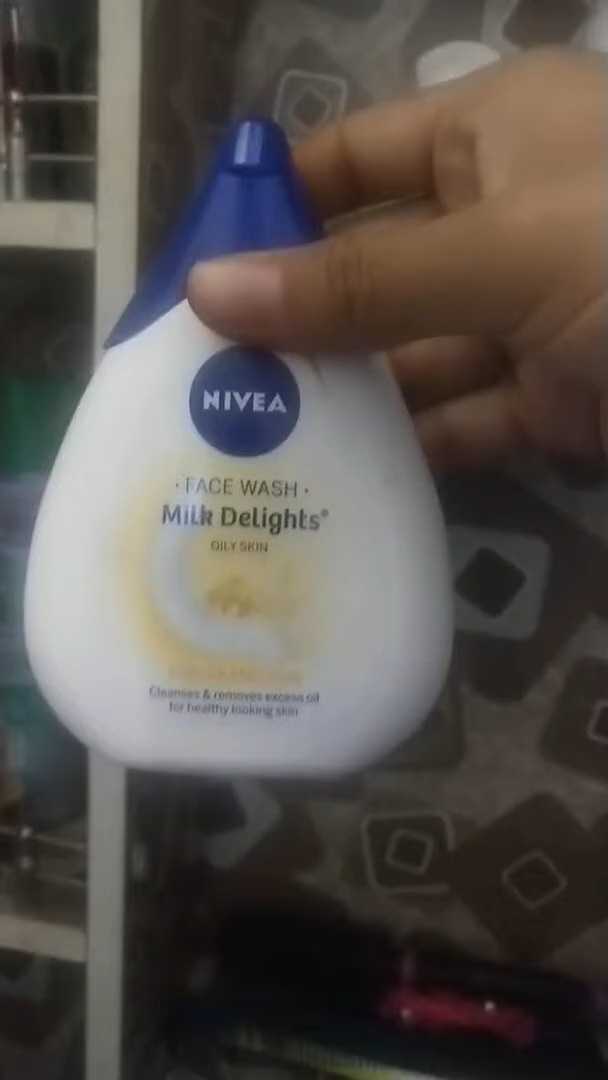 NIVEA
· FACE WASH ·
Milk Delights®
OILY SKIN
Cleanses & removes excess oil
for healthy looking skin